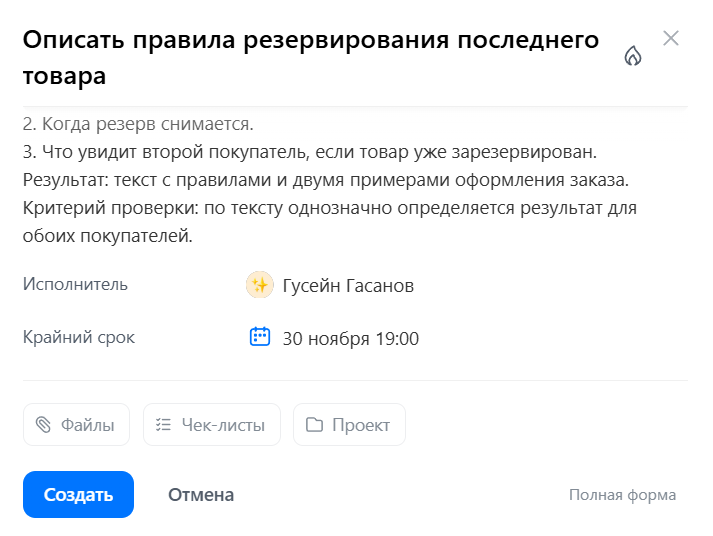 Описать правила резервирования последнего
товара
2. Когда резерв снимается.
3. Что увидит второй покупатель, если товар уже зарезервирован.
Результат: текст с правилами и двумя примерами оформления заказа.
Критерий проверки: по тексту однозначно определяется результат для
обоих покупателей.
Исполнитель
Гусейн Гасанов
Крайний срок
30 ноября 19:00
Файлы
Чек-листы
Проект
Создать
Отмена
Полная форма